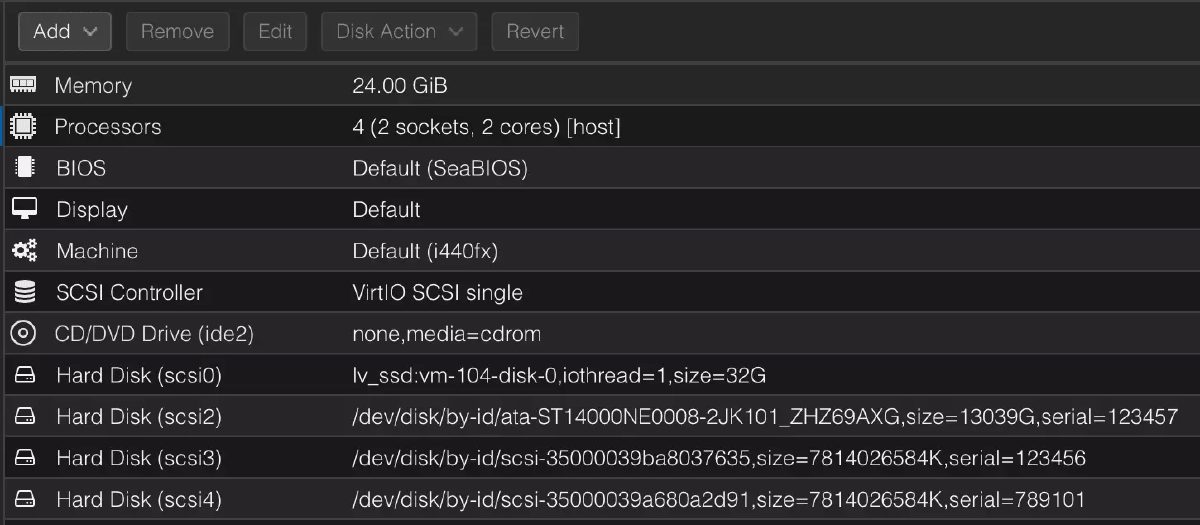 Add Remove Edit Disk Action Revert
Memory 24.00 GiB
Processors 4 (2 sockets, 2 cores) [host]
BIOS Default (SeaBIOS)
Display Default
Machine Default (i440fx)
SCSI Controller VirtIO SCSI single
CD/DVD Drive (ide2) none,media=cdrom
Hard Disk (scsi0) lv_ssd:vm-104-disk-0,iothread=1,size=32G
Hard Disk (scsi2) /dev/disk/by-id/ata-ST14000NE0008-2JK101_ZHZ69AXG,size=13039G,serial=123457
Hard Disk (scsi3) /dev/disk/by-id/scsi-35000039ba8037635,size=7814026584K,serial=123456
Hard Disk (scsi4) /dev/disk/by-id/scsi-35000039a680a2d91,size=7814026584K,serial=789101